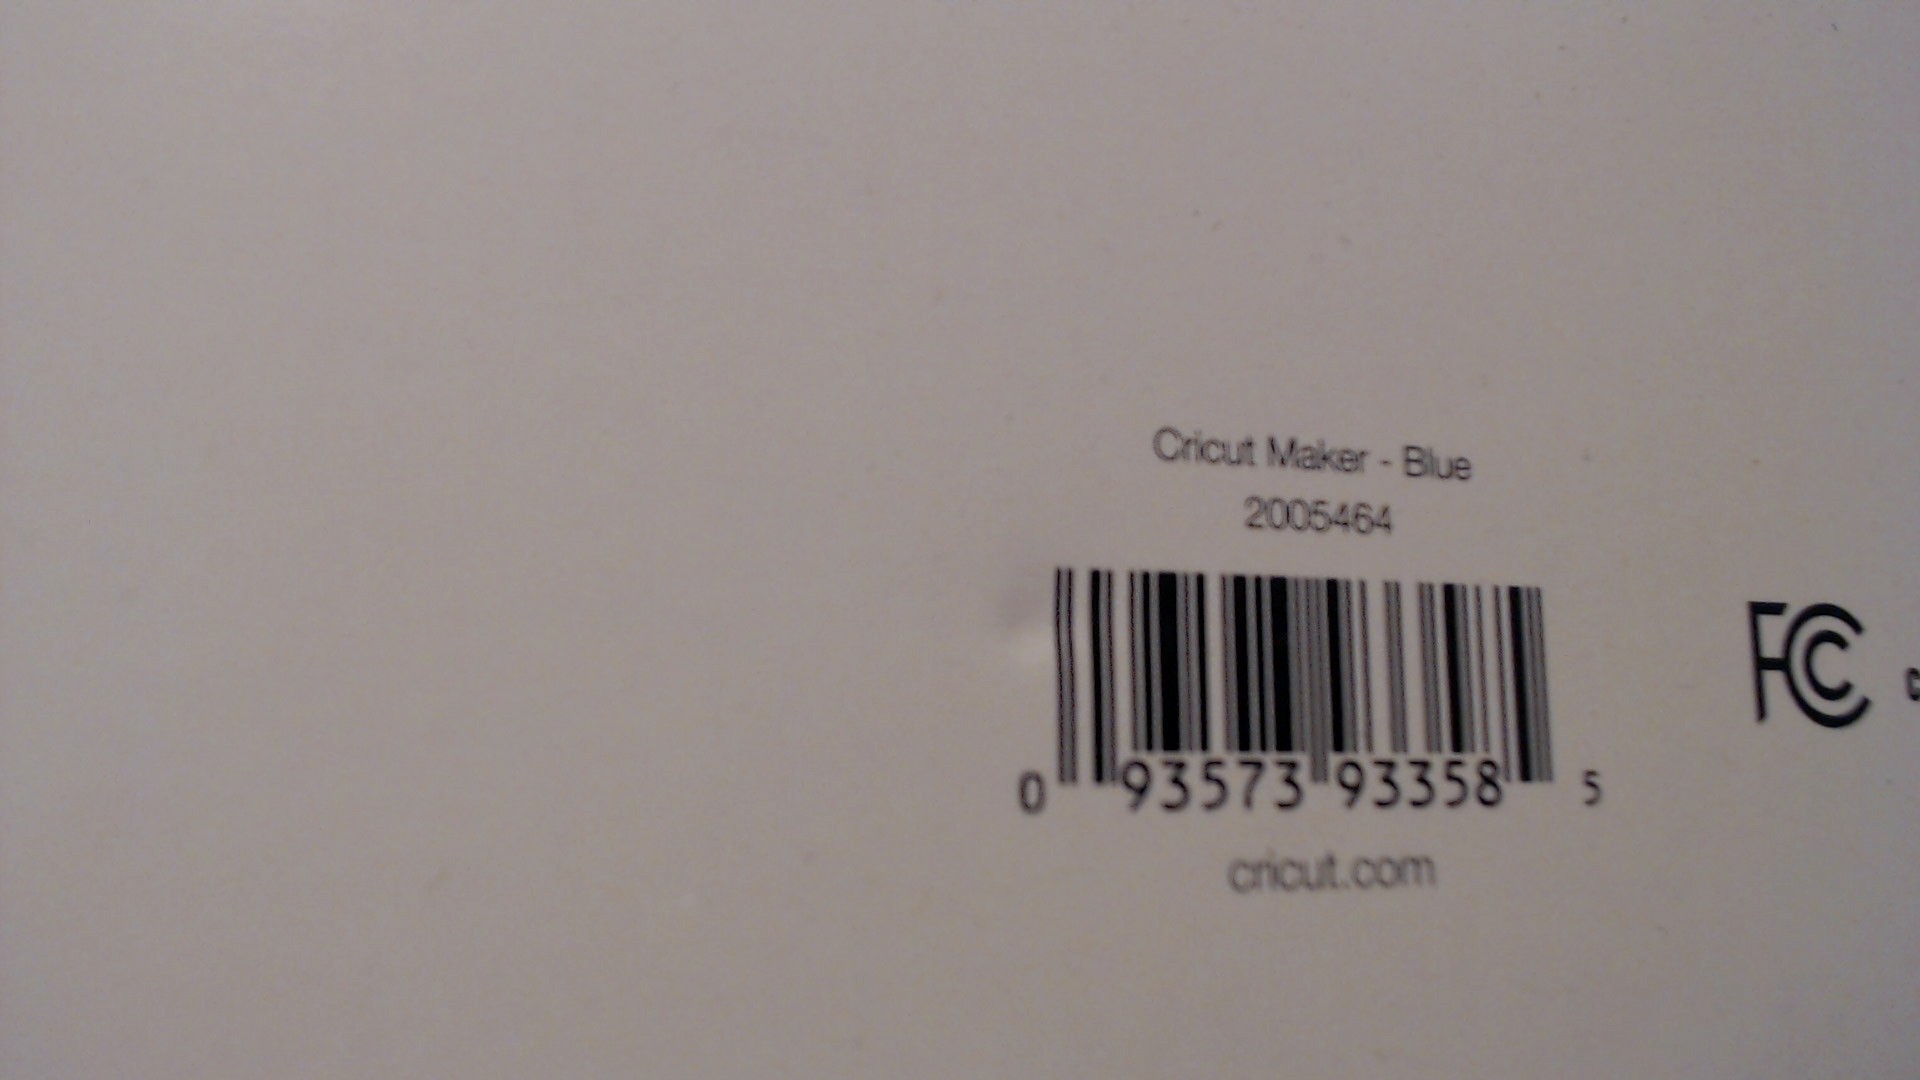 Cricut Maker - Blue
2005464
0 93573 93358 5
cricut.com
FC